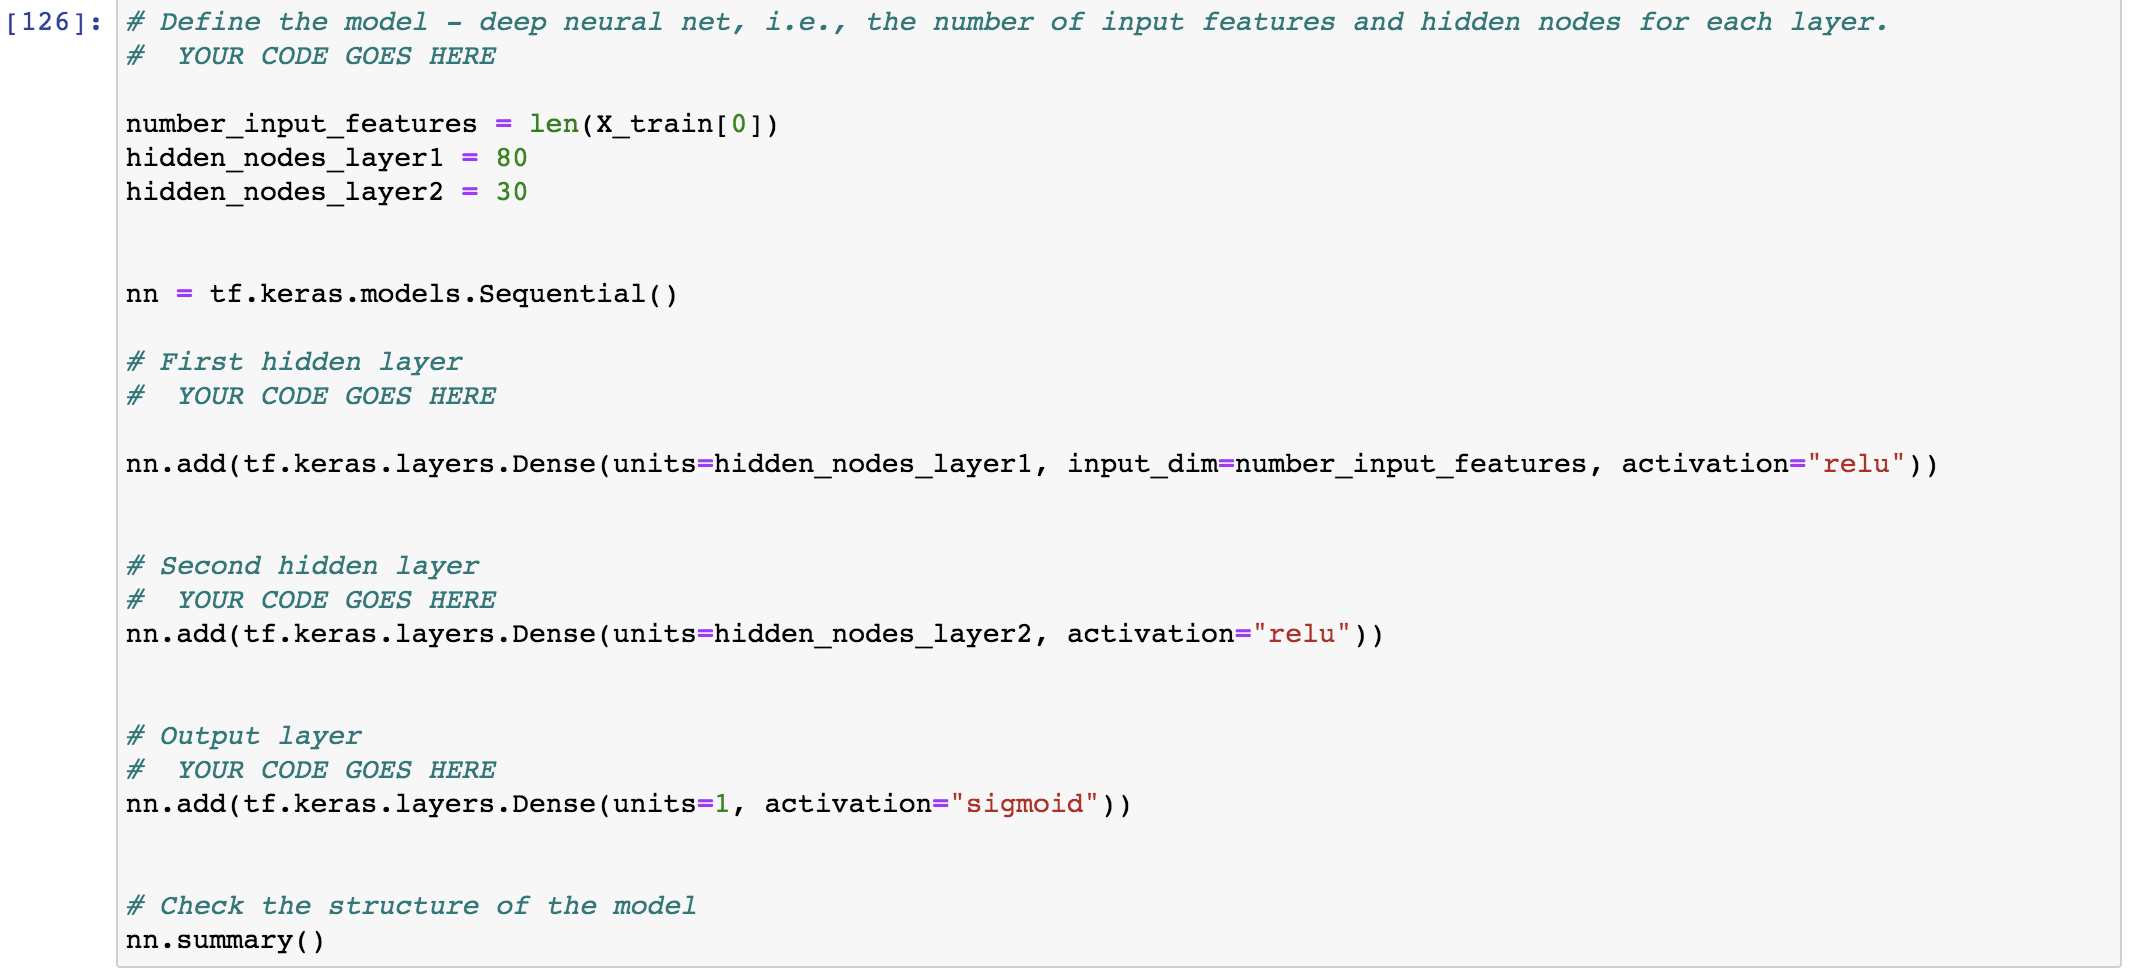 [126]: # Define the model - deep neural net, i.e., the number of input features and hidden nodes for each layer.
#  YOUR CODE GOES HERE
number_input_features = len(X_train[0])
hidden_nodes_layer1 = 80
hidden_nodes_layer2 = 30
nn = tf.keras.models.Sequential()
# First hidden layer
#  YOUR CODE GOES HERE
nn.add(tf.keras.layers.Dense(units=hidden_nodes_layer1, input_dim=number_input_features, activation="relu"))
# Second hidden layer
#  YOUR CODE GOES HERE
nn.add(tf.keras.layers.Dense(units=hidden_nodes_layer2, activation="relu"))
# Output layer
#  YOUR CODE GOES HERE
nn.add(tf.keras.layers.Dense(units=1, activation="sigmoid"))
# Check the structure of the model
nn.summary()